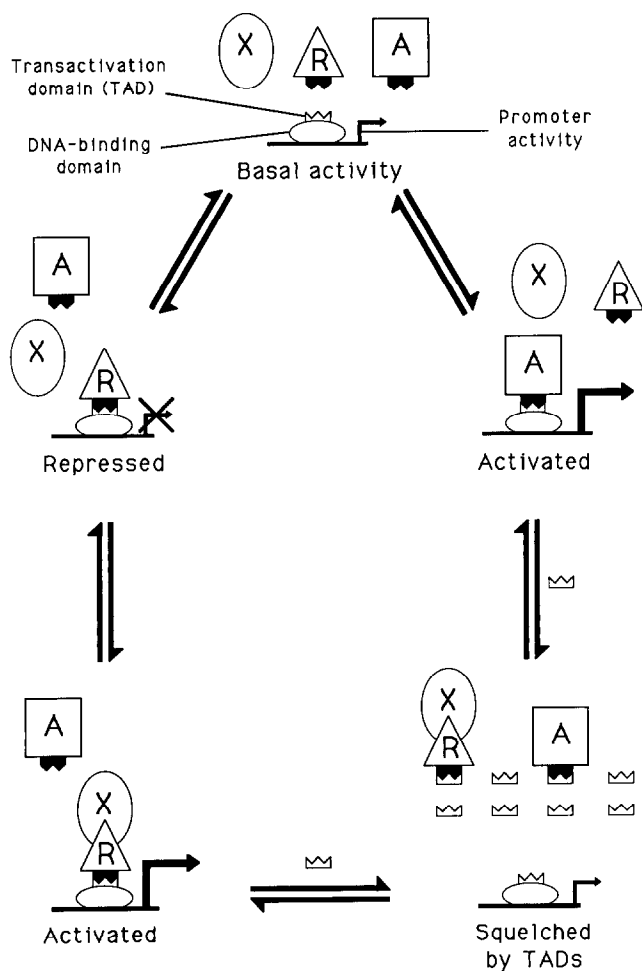 X
R
A
Transactivation
domain (TAD)
DNA-binding
domain
Promoter
activity
Basal activity
A
X
R
Repressed
X
R
A
Activated
A
X
R
Activated
X
R
A
Squelched
by TADs